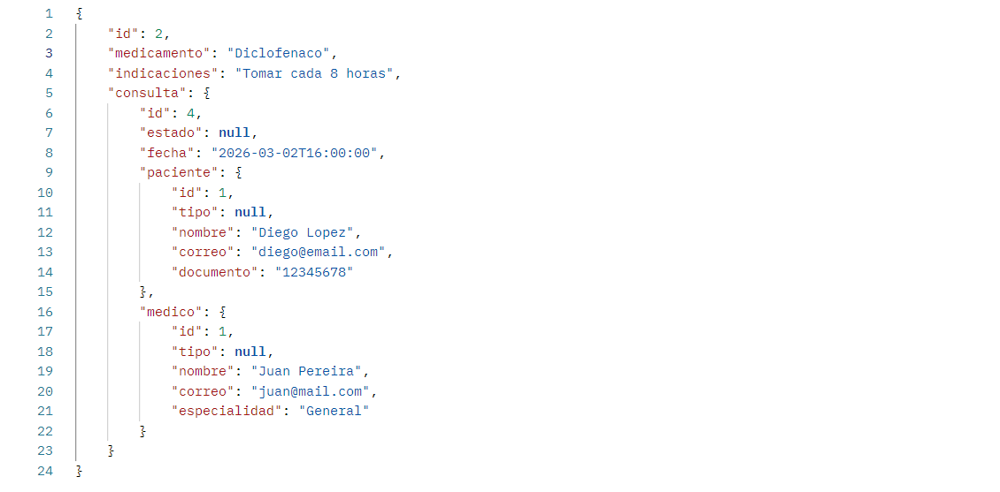 1 {
2 "id": 2,
3 "medicamento": "Diclofenaco",
4 "indicaciones": "Tomar cada 8 horas",
5 "consulta": {
6 "id": 4,
7 "estado": null,
8 "fecha": "2026-03-02T16:00:00",
9 "paciente": {
10 "id": 1,
11 "tipo": null,
12 "nombre": "Diego Lopez",
13 "correo": "diego@email.com",
14 "documento": "12345678"
15 },
16 "medico": {
17 "id": 1,
18 "tipo": null,
19 "nombre": "Juan Pereira",
20 "correo": "juan@mail.com",
21 "especialidad": "General"
22 }
23 }
24 }